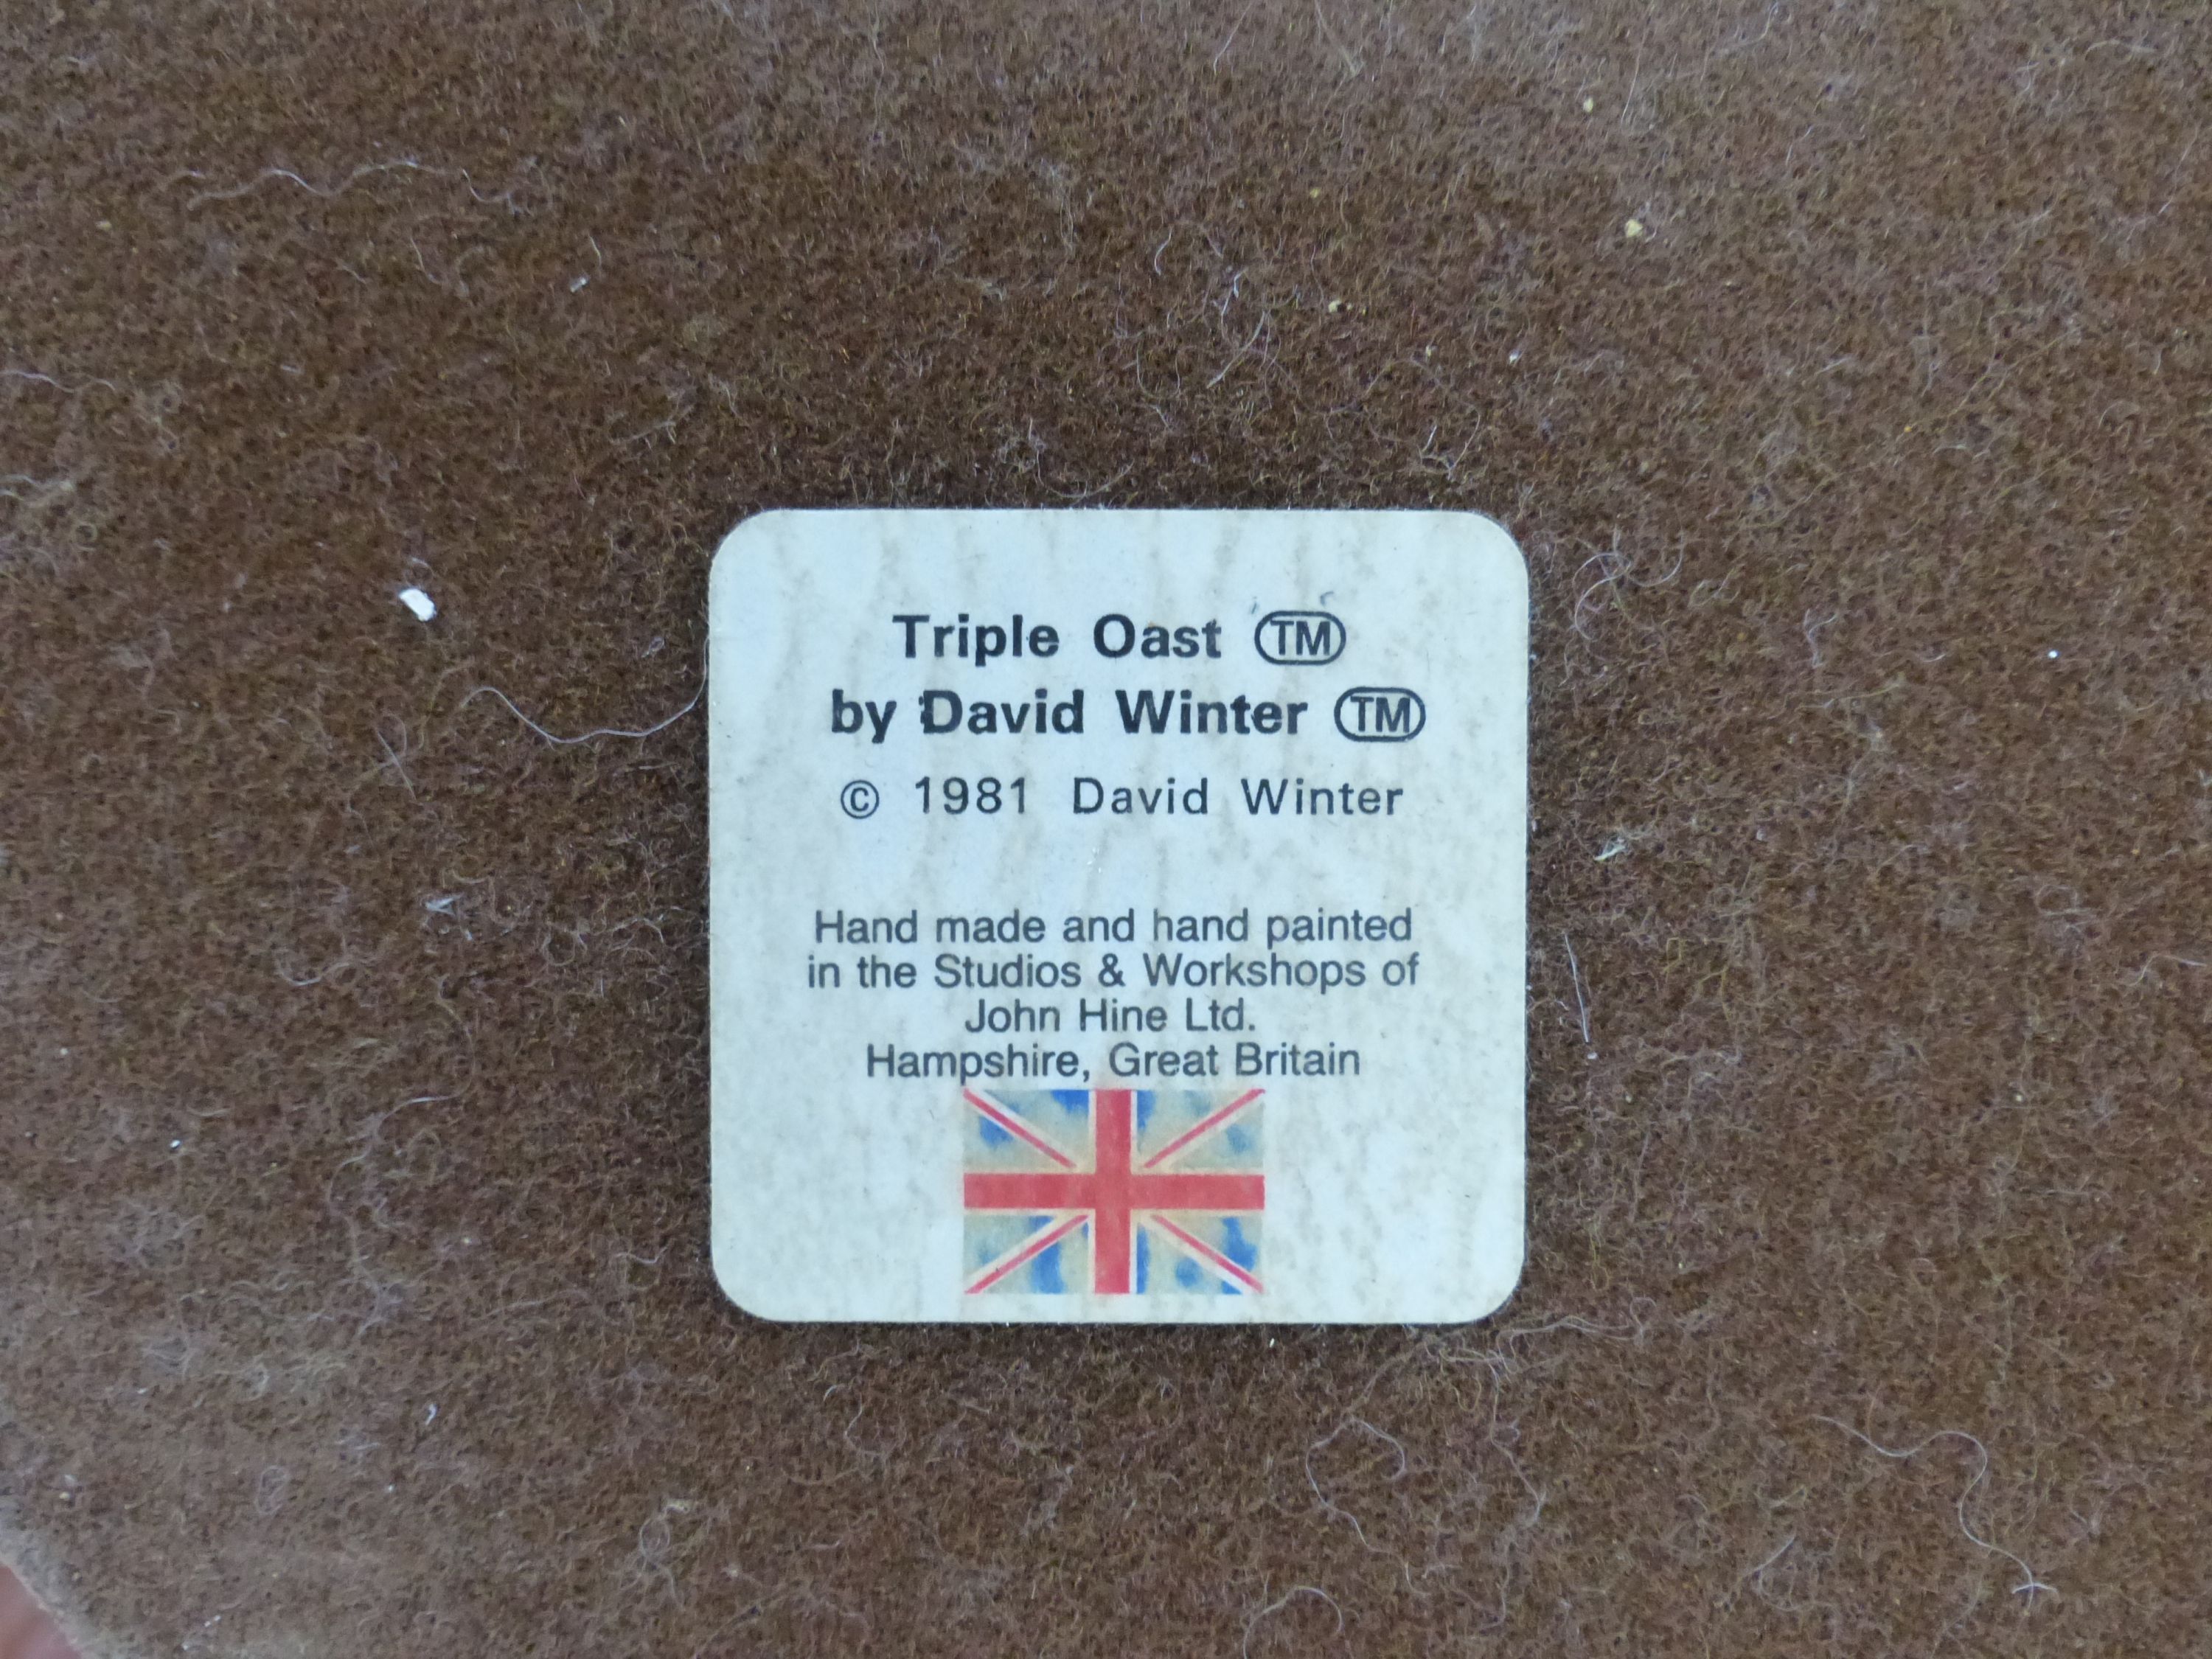 Triple Oast TM
by David Winter TM
© 1981 David Winter
Hand made and hand painted
in the Studios & Workshops of
John Hine Ltd.
Hampshire, Great Britain